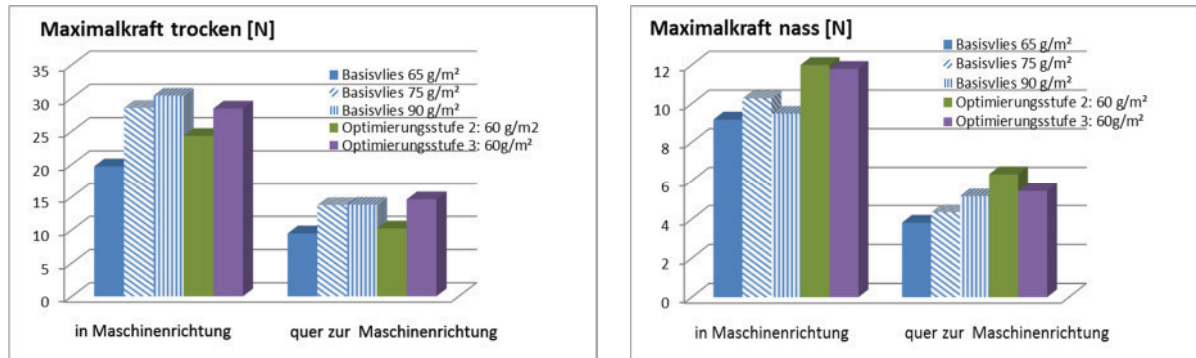 Maximalkraft trocken [N]
35
30
25
20
15
10
5
0
Basisvlies 65 g/m²
Basisvlies 75 g/m²
Basisvlies 90 g/m²
Optimierungsstufe 2: 60 g/m2
Optimierungsstufe 3: 60g/m²
in Maschinenrichtung
quer zur Maschinenrichtung
Maximalkraft nass [N]
12
10
8
6
4
2
0
Basisvlies 65 g/m²
Basisvlies 75 g/m²
Basisvlies 90 g/m²
Optimierungsstufe 2: 60 g/m²
Optimierungsstufe 3: 60g/m²
in Maschinenrichtung
quer zur Maschinenrichtung